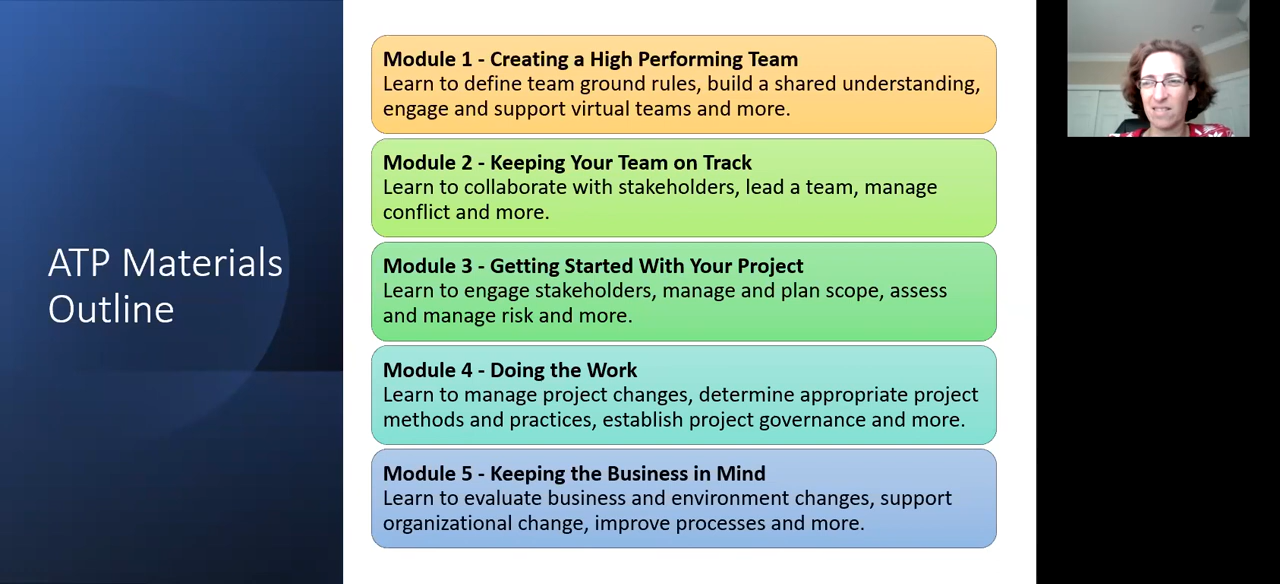 ATP Materials
Outline
Module 1 - Creating a High Performing Team
Learn to define team ground rules, build a shared understanding,
engage and support virtual teams and more.
Module 2 - Keeping Your Team on Track
Learn to collaborate with stakeholders, lead a team, manage
conflict and more.
Module 3 - Getting Started With Your Project
Learn to engage stakeholders, manage and plan scope, assess
and manage risk and more.
Module 4 - Doing the Work
Learn to manage project changes, determine appropriate project
methods and practices, establish project governance and more.
Module 5 - Keeping the Business in Mind
Learn to evaluate business and environment changes, support
organizational change, improve processes and more.